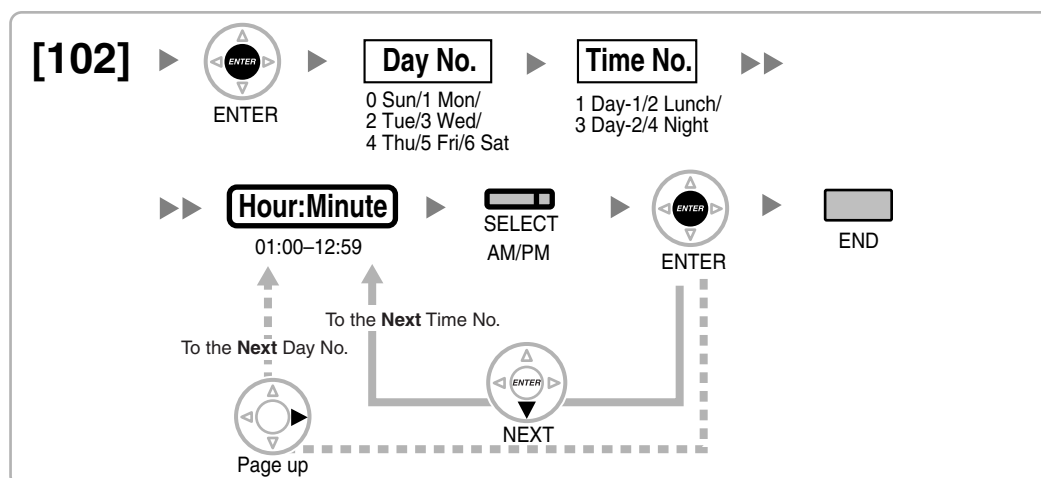 [102]
ENTER
ENTER
Day No.
0 Sun/1 Mon/
2 Tue/3 Wed/
4 Thu/5 Fri/6 Sat
Time No.
1 Day-1/2 Lunch/
3 Day-2/4 Night
Hour:Minute
01:00–12:59
SELECT
AM/PM
ENTER
ENTER
END
To the Next Time No.
To the Next Day No.
ENTER
NEXT
Page up